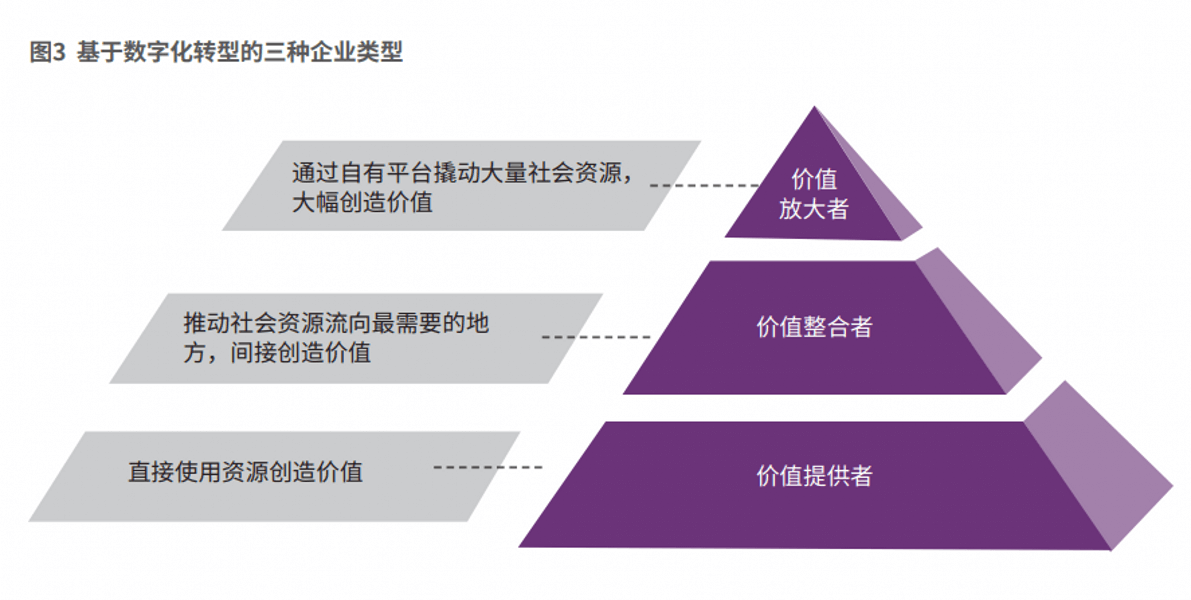 图3 基于数字化转型的三种企业类型
通过自有平台撬动大量社会资源，
大幅创造价值
价值
放大者
推动社会资源流向最需要的地
方，间接创造价值
价值整合者
直接使用资源创造价值
价值提供者